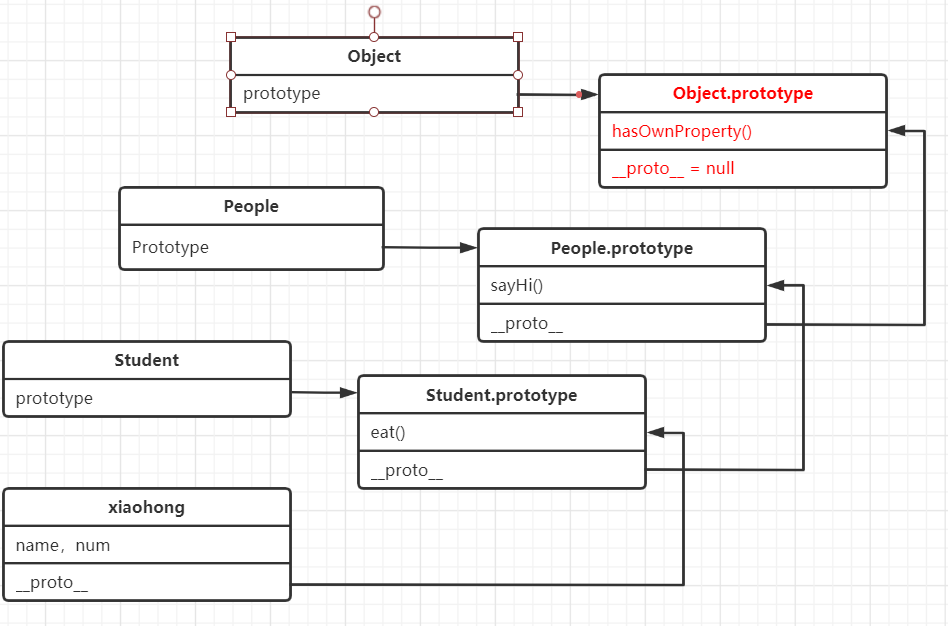 Object
prototype
Object.prototype
hasOwnProperty()
__proto__ = null
People
Prototype
People.prototype
sayHi()
__proto__
Student
prototype
Student.prototype
eat()
__proto__
xiaohong
name，num
__proto__